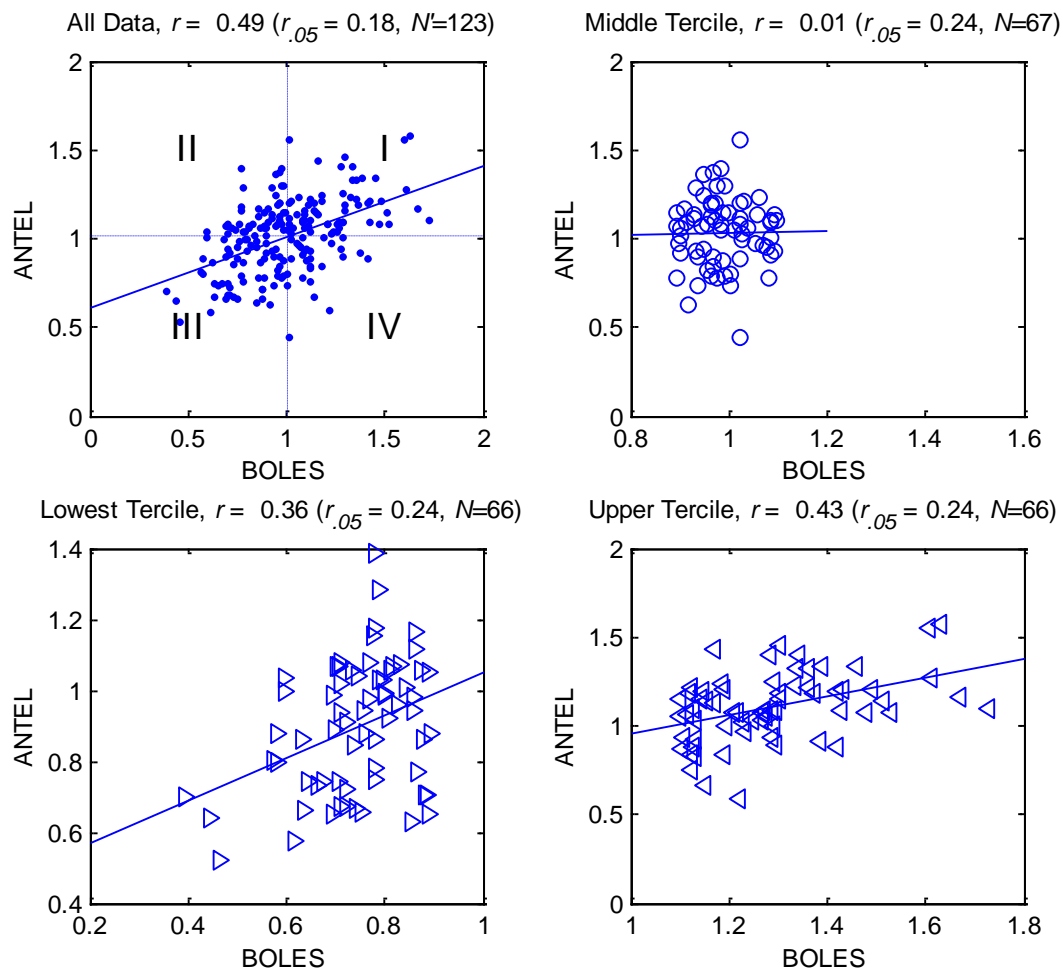 All Data, r = 0.49 (r.05 = 0.18, N'=123)
2
1.5
1
0.5
0
ANTEL
II
I
III
IV
0 0.5 1 1.5 2
BOLES
Middle Tercile, r = 0.01 (r.05 = 0.24, N=67)
2
1.5
1
0.5
0
ANTEL
0.8 1 1.2 1.4 1.6
BOLES
Lowest Tercile, r = 0.36 (r.05 = 0.24, N=66)
1.4
1.2
1
0.8
0.6
0.4
ANTEL
0.2 0.4 0.6 0.8 1
BOLES
Upper Tercile, r = 0.43 (r.05 = 0.24, N=66)
2
1.5
1
0.5
0
ANTEL
1 1.2 1.4 1.6 1.8
BOLES